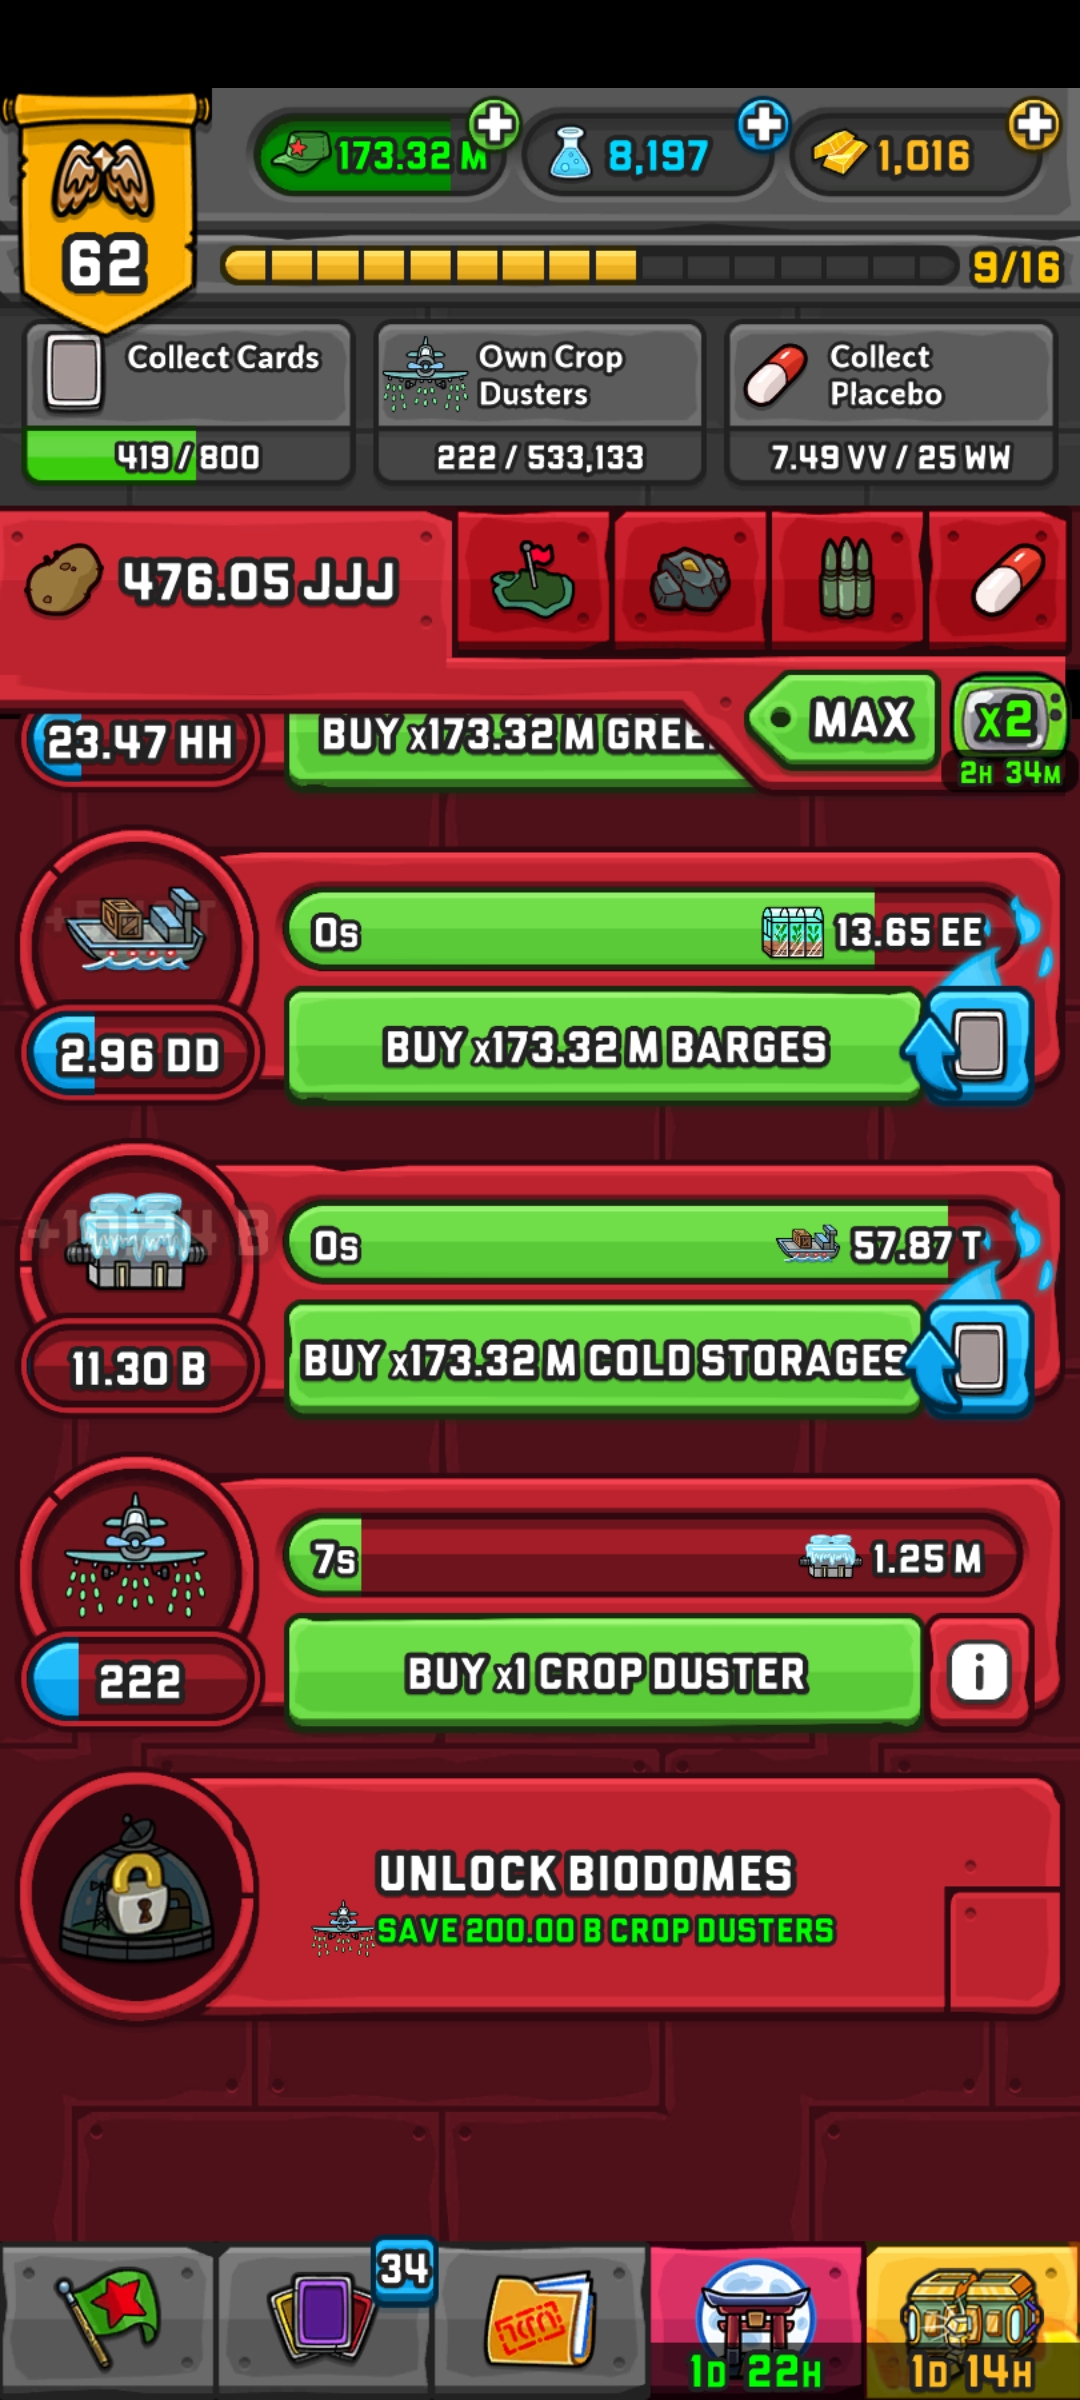 173.32 M
8,197
1,016
62
9/16
Collect Cards
419 / 800
Own Crop
Dusters
222 / 533,133
Collect
Placebo
7.49 VV / 25 WW
476.05 JJJ
MAX
x2
2H 34M
23.47 HH
BUY x173.32 M
0s
13.65 EE
2.96 DD
BUY x173.32 M BARGES
0s
57.87 T
11.30 B
BUY x173.32 M COLD STORAGES
7s
1.25 M
222
BUY x1 CROP DUSTER
i
UNLOCK BIODOMES
SAVE 200.00 B CROP DUSTERS
34
1D 22H
1D 14H